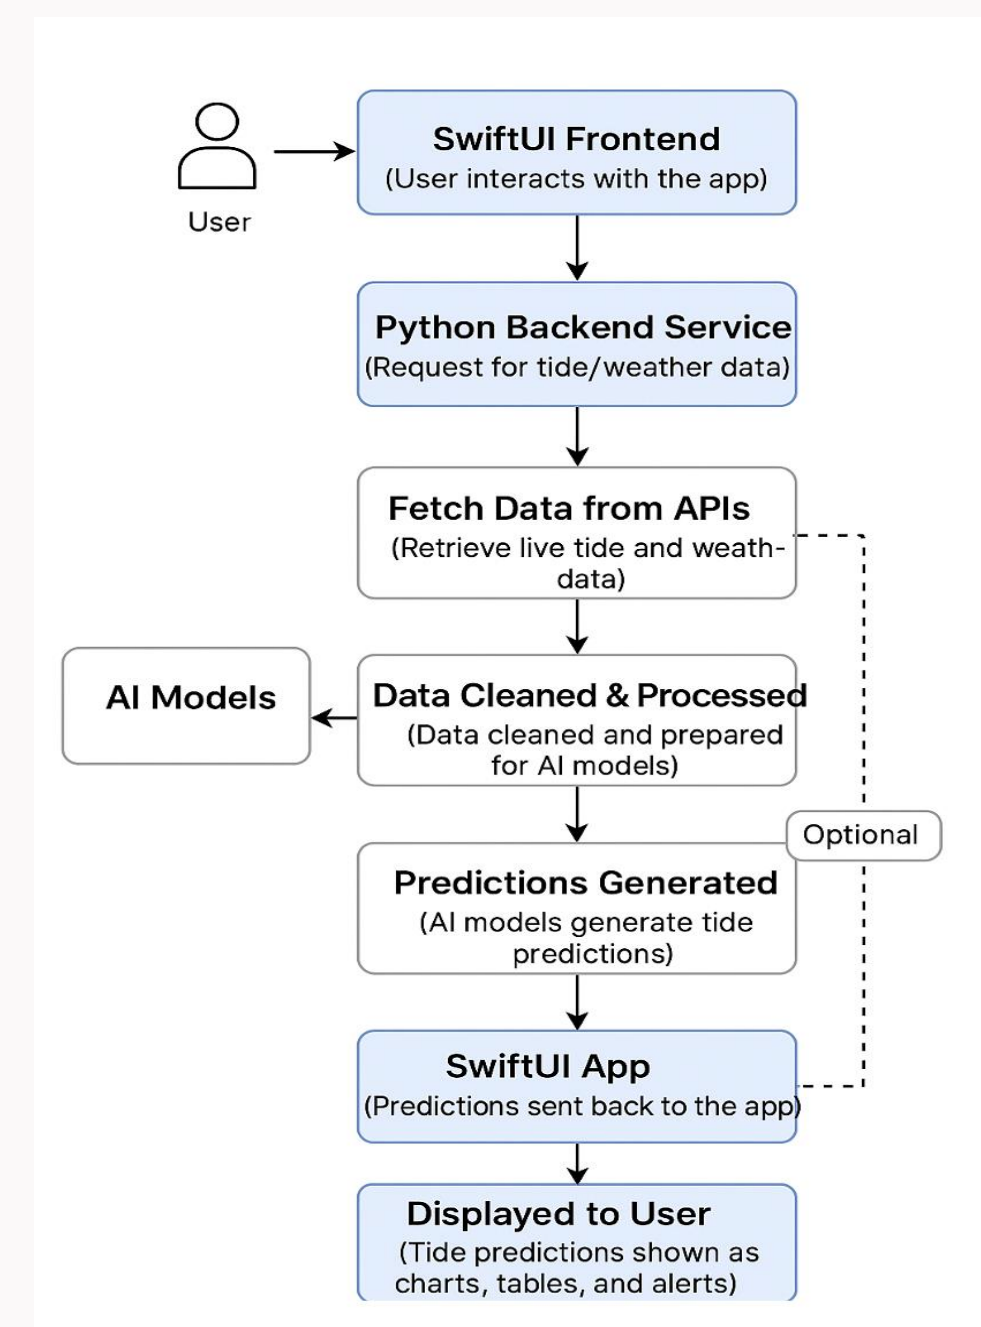 SwiftUI Frontend
(User interacts with the app)
User
Python Backend Service
(Request for tide/weather data)
Fetch Data from APIs
(Retrieve live tide and weath-
data)
AI Models
Data Cleaned & Processed
(Data cleaned and prepared
for AI models)
Optional
Predictions Generated
(AI models generate tide
predictions)
SwiftUI App
(Predictions sent back to the app)
Displayed to User
(Tide predictions shown as
charts, tables, and alerts)